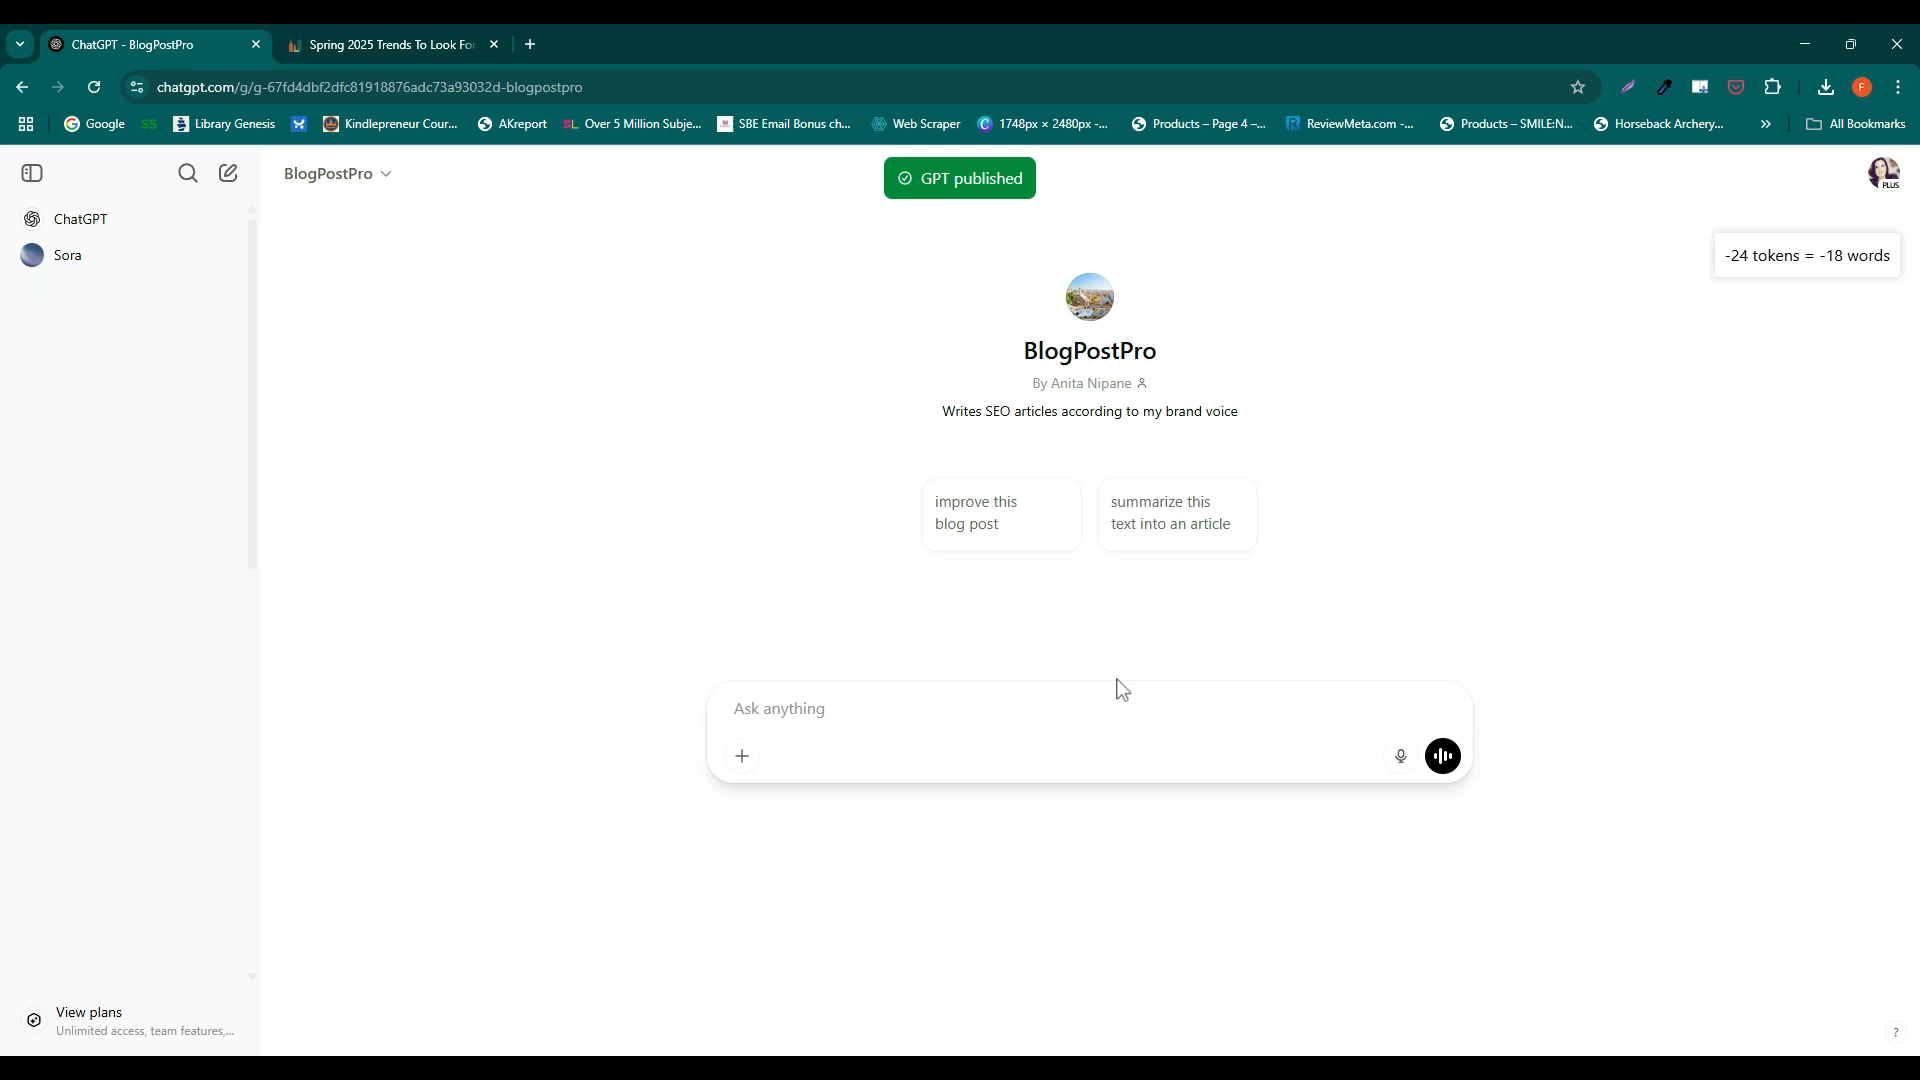 ChatGPT - BlogPostPro
Spring 2025 Trends To Look For
chatgpt.com/g/g-67fd4dbf2dfc81918876adc73a93032d-blogpostpro
F
Google
SS
Library Genesis
Kindlepreneur Cour...
AKreport
SL Over 5 Million Subje...
SBE Email Bonus ch...
Web Scraper
1748px × 2480px -...
Products – Page 4 –...
ReviewMeta.com -...
Products – SMILE:N...
Horseback Archery...
All Bookmarks
BlogPostPro
GPT published
PLUS
ChatGPT
Sora
-24 tokens = -18 words
BlogPostPro
By Anita Nipane
Writes SEO articles according to my brand voice
improve this
blog post
summarize this
text into an article
Ask anything
View plans
Unlimited access, team features,...
?